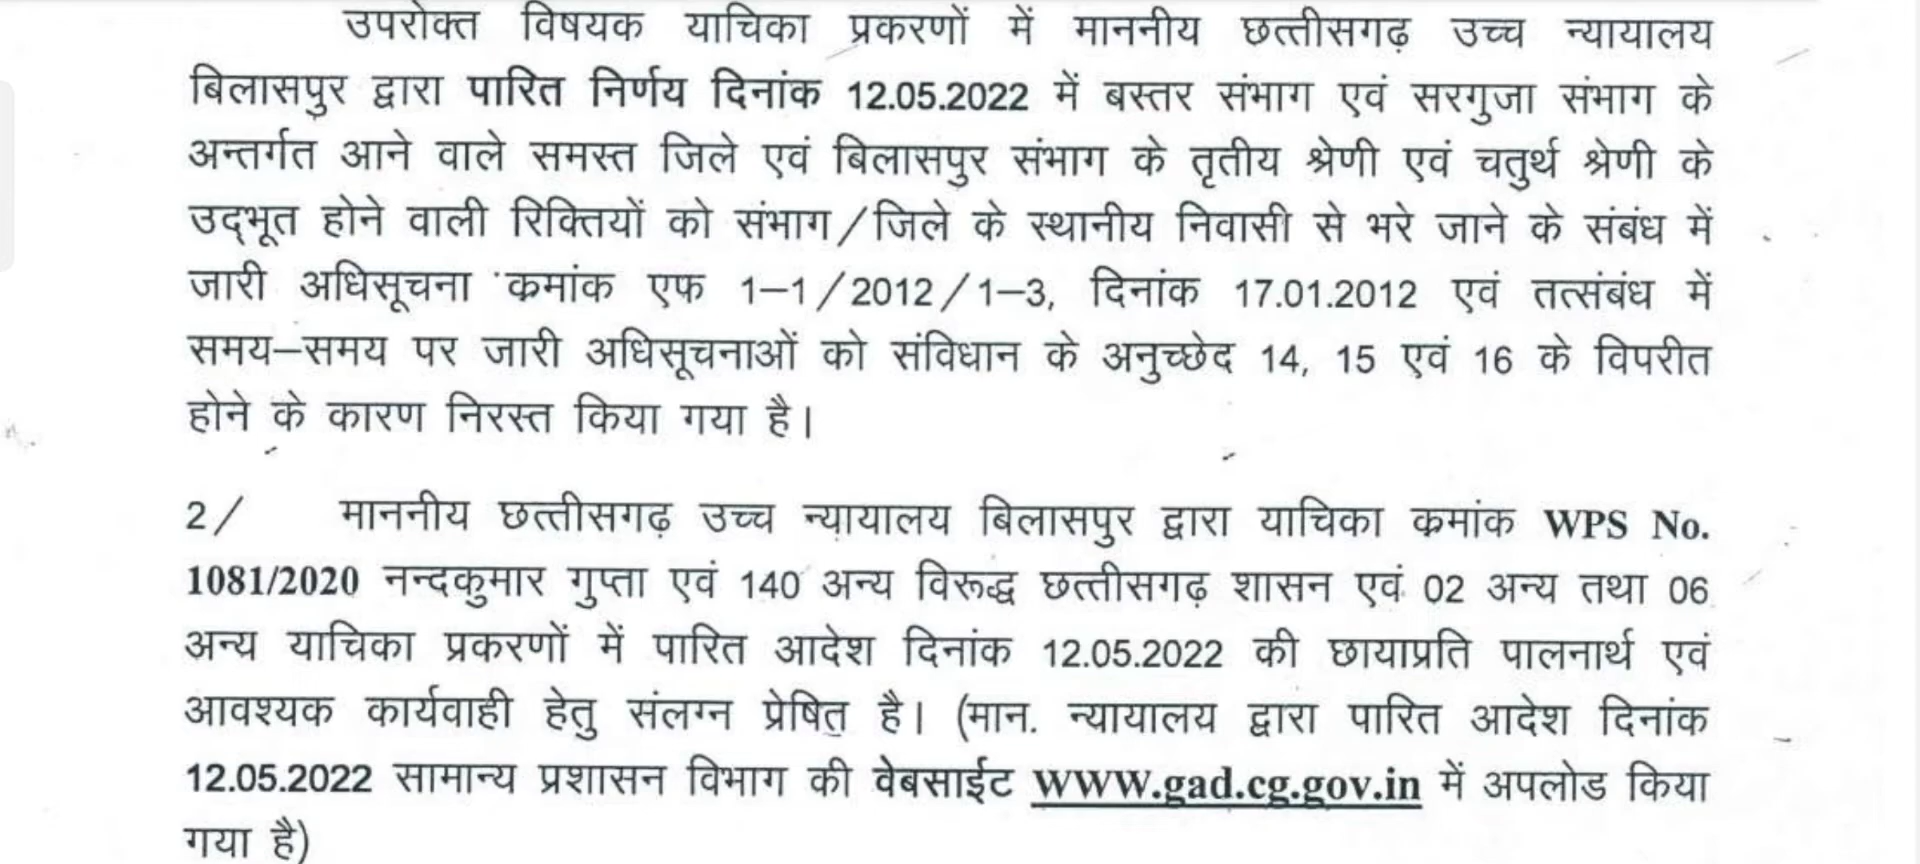 उपरोक्त विषयक याचिका प्रकरणों में माननीय छत्तीसगढ़ उच्च न्यायालय
बिलासपुर द्वारा पारित निर्णय दिनांक 12.05.2022 में बस्तर संभाग एवं सरगुजा संभाग के
अन्तर्गत आने वाले समस्त जिले एवं बिलासपुर संभाग के तृतीय श्रेणी एवं चतुर्थ श्रेणी के
उद्भूत होने वाली रिक्तियों को संभाग/जिले के स्थानीय निवासी से भरे जाने के संबंध में
जारी अधिसूचना क्रमांक एफ 1–1/2012/1–3, दिनांक 17.01.2012 एवं तत्संबंध में
समय–समय पर जारी अधिसूचनाओं को संविधान के अनुच्छेद 14, 15 एवं 16 के विपरीत
होने के कारण निरस्त किया गया है।
2/ माननीय छत्तीसगढ़ उच्च न्यायालय बिलासपुर द्वारा याचिका क्रमांक WPS No.
1081/2020 नन्दकुमार गुप्ता एवं 140 अन्य विरूद्ध छत्तीसगढ़ शासन एवं 02 अन्य तथा 06
अन्य याचिका प्रकरणों में पारित आदेश दिनांक 12.05.2022 की छायाप्रति पालनार्थ एवं
आवश्यक कार्यवाही हेतु संलग्न प्रेषित है। (मान. न्यायालय द्वारा पारित आदेश दिनांक
12.05.2022 सामान्य प्रशासन विभाग की वेबसाईट WWW.gad.cg.gov.in में अपलोड किया
गया है)